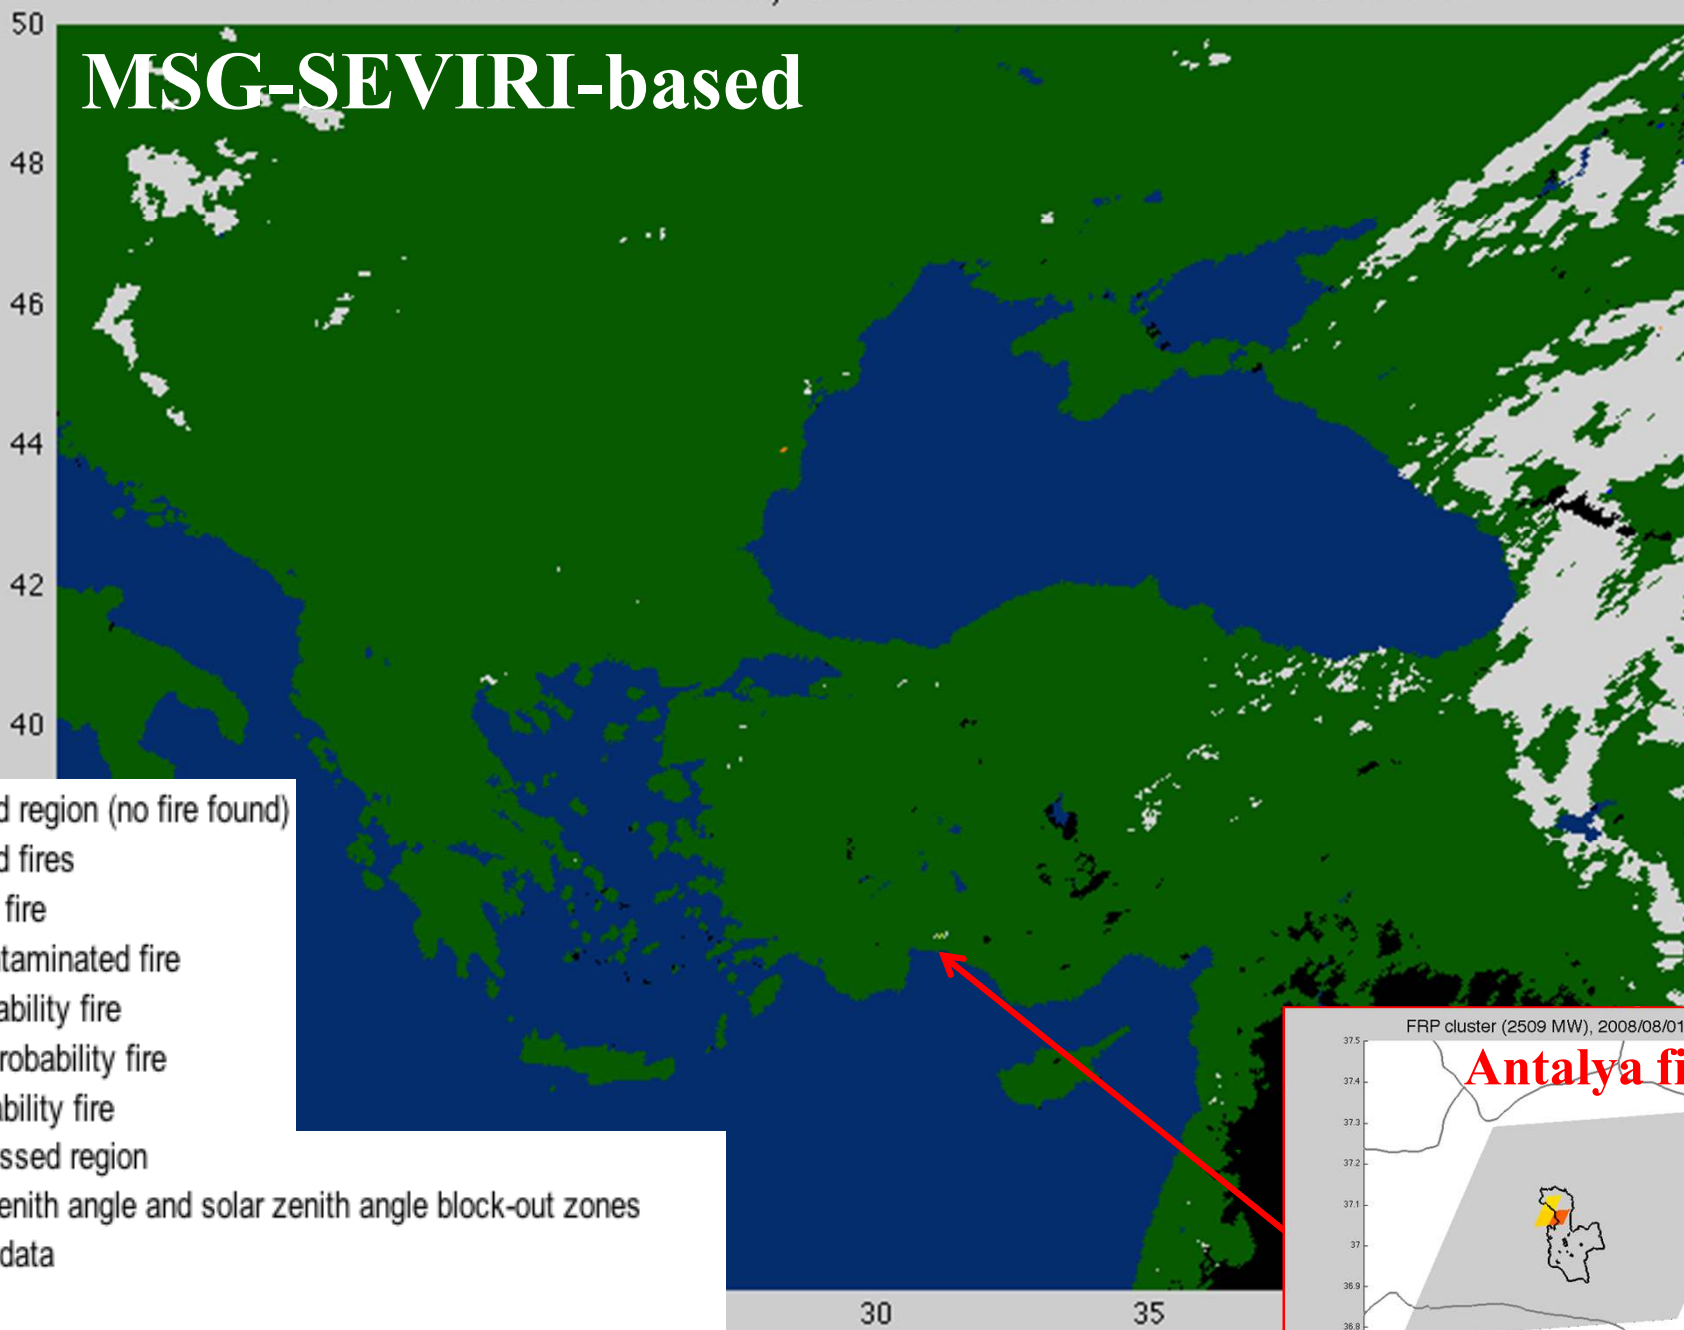 50
MSG-SEVIRI-based
48
46
44
42
40
d region (no fire found)
d fires
fire
taminated fire
ability fire
robability fire
ability fire
ssed region
enith angle and solar zenith angle block-out zones
data
30
35
FRP cluster (2509 MW), 2008/08/01
Antalya fi
37.5
37.4
37.3
37.2
37.1
37
36.9
36.8